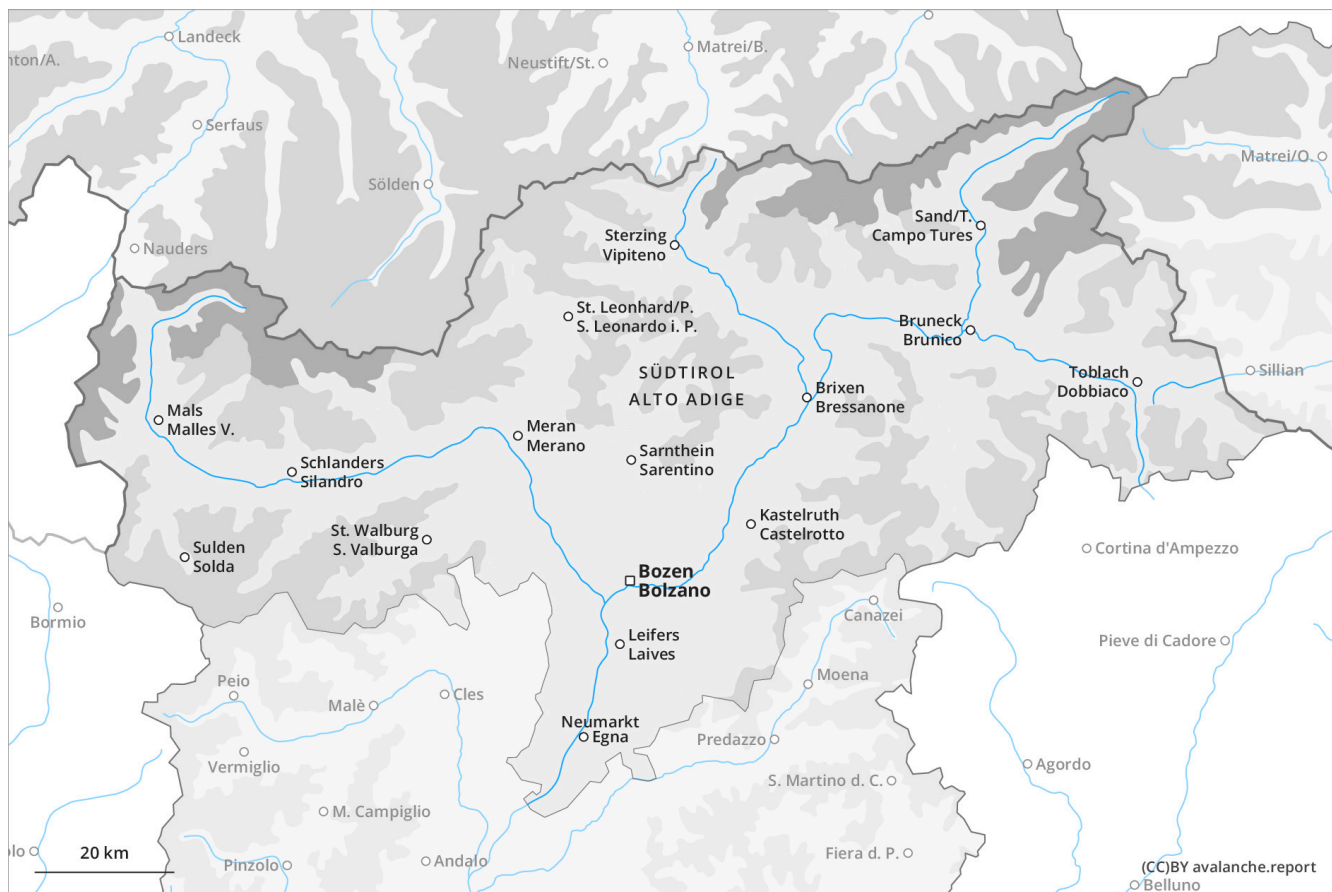 Landeck
nton/A.
Matrei/B.
Neustift/St.
Serfaus
Matrei/O.
Sölden
Sand/T.
Campo Tures
Nauders
Sterzing
Vipiteno
St. Leonhard/P.
S. Leonardo i. P.
Bruneck
Brunico
SÜDTIROL
ALTO ADIGE
Toblach
Dobbiaco
Sillian
Brixen
Bressanone
Mals
Malles V.
Meran
Merano
Schlanders
Silandro
Sarnthein
Sarentino
Kastelruth
Castelrotto
St. Walburg
S. Valburga
Sulden
Solda
Cortina d'Ampezzo
Bozen
Bolzano
Bormio
Canazei
Leifers
Laives
Pieve di Cadore
Peio
Malè
Cles
Moena
Neumarkt
Egna
Predazzo
Vermiglio
Agordo
S. Martino d. C.
M. Campiglio
olo
20 km
Pinzolo
Andalo
Fiera d. P.
(CC)BY avalanche.report
Belluno